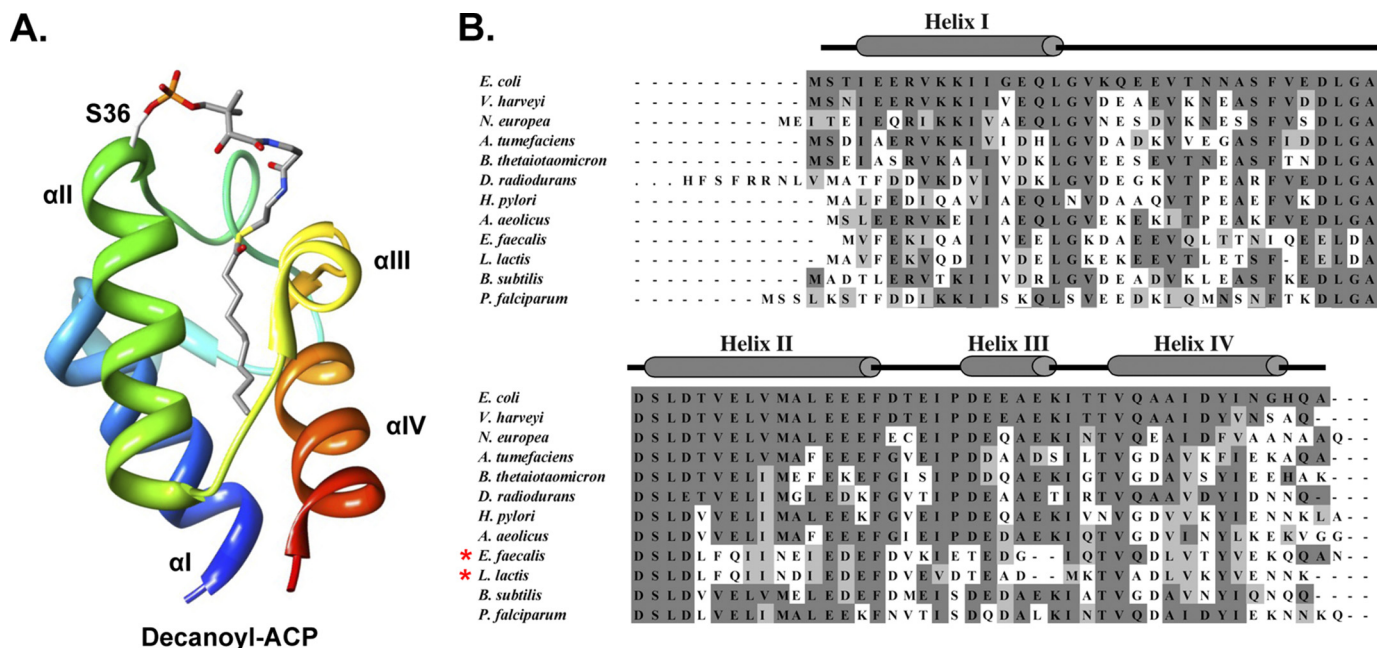 A.
S36
αII
αIII
αIV
αI
Decanoyl-ACP
B.
Helix I
E. coli - - - - - - - - - - M S T I E E R V K K I I G E Q L G V K Q E E V T N N A S F V E D L G A
V. harveyi - - - - - - - - - - M S N I E E R V K K I I V E Q L G V D E A E V K N E A S F V D D L G A
N. europea - - - - - - - - M E I T E I E Q R I K K I V A E Q L G V N E S D V K N E S S F V S D L G A
A. tumefaciens - - - - - - - - - - M S D I A E R V K K I V I D H L G V D A D K V V E G A S F D D L G A
B. thetaiotaomicron - - - - - - - - - - M S E I A S R V K A I I V D K L G V E E S E V T N E A S F T N D L G A
D. radiodurans . . . H F S F R R N L V M A T F D D V K D V I V D K L G V D E G K V T P E A R F V E D L G A
H. pylori - - - - - - - - - - - M A L F E D I Q A V I A E Q L N V D A A Q V T P E A E F V K D L G A
A. aeolicus - - - - - - - - - - - M S L E E R V K E I I A E Q L G V E K E K I T P E A K F V E D L G A
E. faecalis - - - - - - - - - - - - M V F E K I Q A I I V E E L G K D A E E V Q L T T N I Q E E L D A
L. lactis - - - - - - - - - - - M A V F E K V Q D I I V D E L G K E K E E V T L E T S F - E E L D A
B. subtilis - - - - - - - - - - M A D T L E R V T K I I V D R L G V D E A D V K L E A S F K E D L G A
P. falciparum - - - - - - - M S S L K S T F D D I K K I I S K Q L S V E E D K I Q M N S N F T K D L G A
Helix II Helix III Helix IV
E. coli D S L D T V E L V M A L E E E F D T E I P D E E A E K I T T V Q A A I D Y I N G H Q A - - -
V. harveyi D S L D T V E L V M A L E E E F D T E I P D E E A E K I T T V Q A A I D Y V N S A Q - - - -
N. europea D S L D T V E L V M A L E E E F E C E I P D E Q A E K I N T V Q E A I D F V A A N A A Q - -
A. tumefaciens D S L D T V E L V M A F E E E F G V E I P D D A A D S I L T V G D A V K F I E K A Q A - - -
B. thetaiotaomicron D S L D T V E L I M E F E K E F G I S I P D D Q A E K I G T V G D A V S Y I E E H A K - - -
D. radiodurans D S L E T V E L I M G L E D K F G V T I P D E A A E T I R T V Q A A V D Y I D N N Q - - - -
H. pylori D S L D V V E L I M A L E E K F G V E I P D E Q A E K I V N V G D V V K Y I E N N K L A - -
A. aeolicus D S L D V V E L I M A F E E E F G I E I P D E D A E K I Q T V G D V I N Y L K E K V G G - -
* E. faecalis D S L D L F Q I I N E I E D E F D V K I E T E D G - - I Q T V Q D L V T Y V E K Q Q A N - -
* L. lactis D S L D L F Q I I N D I E D E F D V E V D T E A D - - M K T V A D L V K Y V E N N K - - - -
B. subtilis D S L D V V E L V M E L E D E F D M E I S D E D A E K I A T V G D A V N Y I Q N Q Q - - - -
P. falciparum D S L D L V E L I M A L E E K F N V T I S D Q D A L K I N T V Q D A I D Y I E K N N K Q - -